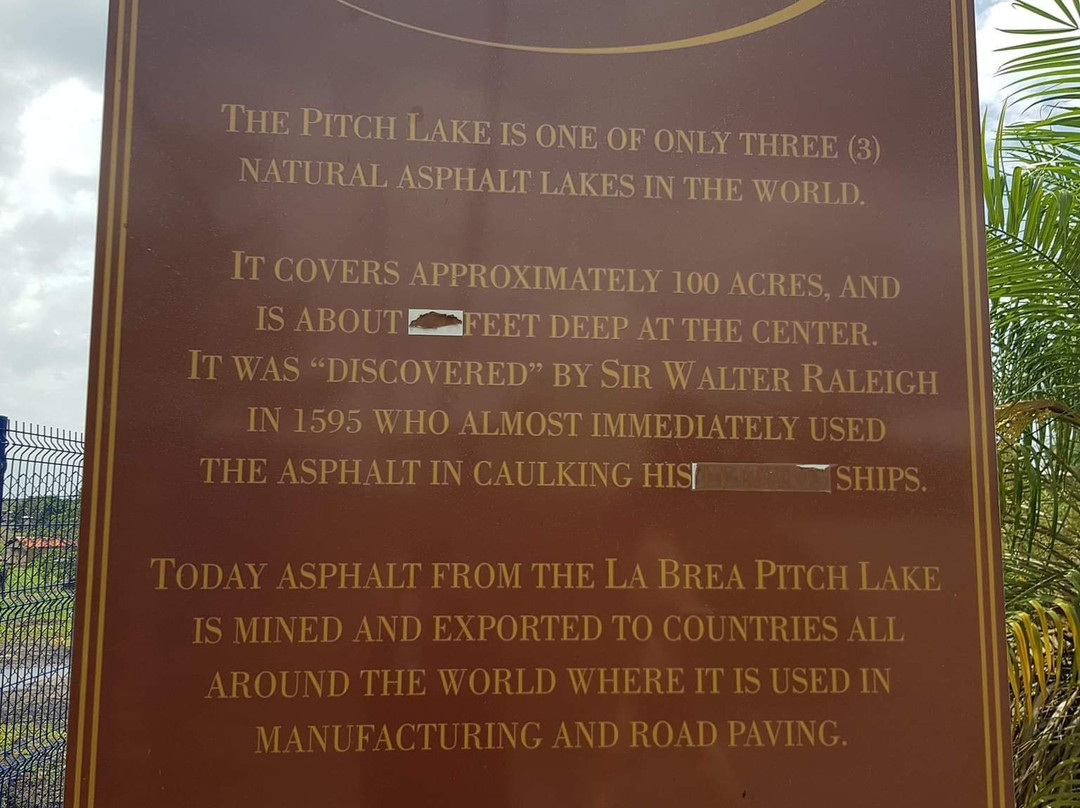 The Pitch Lake is one of only three (3)
natural asphalt lakes in the world.
It covers approximately 100 acres, and
is about feet deep at the center.
It was “discovered” by Sir Walter Raleigh
in 1595 who almost immediately used
the asphalt in caulking his ships.
Today asphalt from the La Brea Pitch Lake
is mined and exported to countries all
around the world where it is used in
manufacturing and road paving.